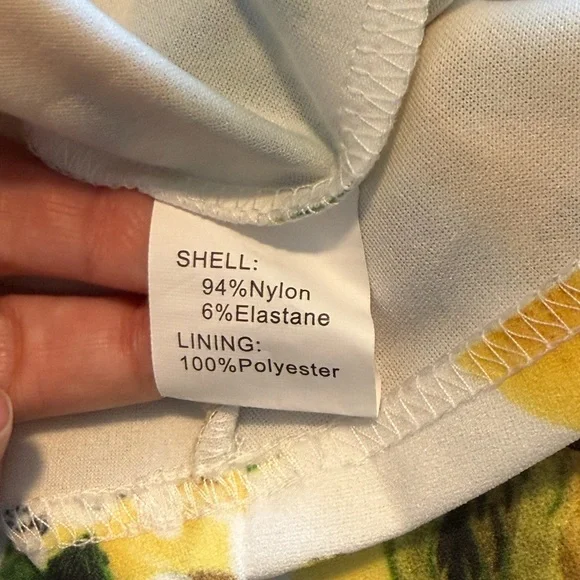 SHELL:
94%Nylon
6%Elastane
LINING:
100%Polyester